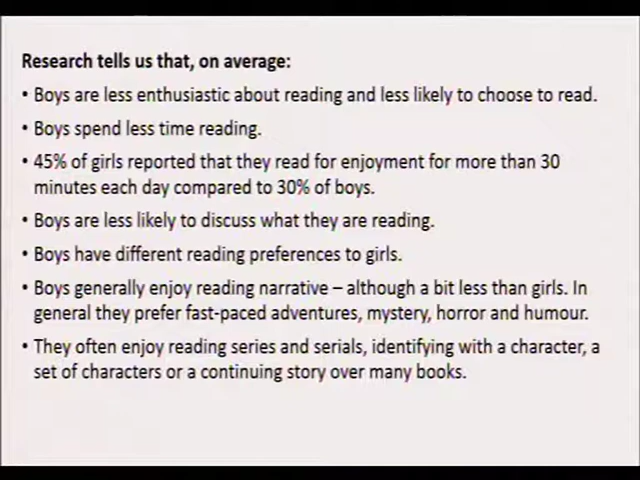 Research tells us that, on average:
• Boys are less enthusiastic about reading and less likely to choose to read.
• Boys spend less time reading.
• 45% of girls reported that they read for enjoyment for more than 30
minutes each day compared to 30% of boys.
• Boys are less likely to discuss what they are reading.
• Boys have different reading preferences to girls.
• Boys generally enjoy reading narrative – although a bit less than girls. In
general they prefer fast-paced adventures, mystery, horror and humour.
• They often enjoy reading series and serials, identifying with a character, a
set of characters or a continuing story over many books.